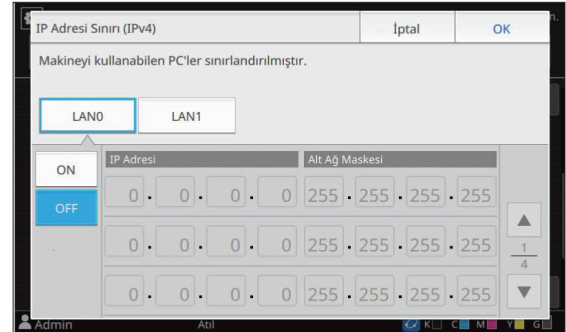 IP Adresi Sınırı (IPv4) İptal OK
Makineyi kullanabilen PC'ler sınırlandırılmıştır.
LAN0 LAN1
ON
OFF
IP Adresi Alt Ağ Maskesi
0. 0. 0. 0 255. 255. 255. 255
0. 0. 0. 0 255. 255. 255. 255
0. 0. 0. 0 255. 255. 255. 255
1
4
Admin Atıl K C M Y G